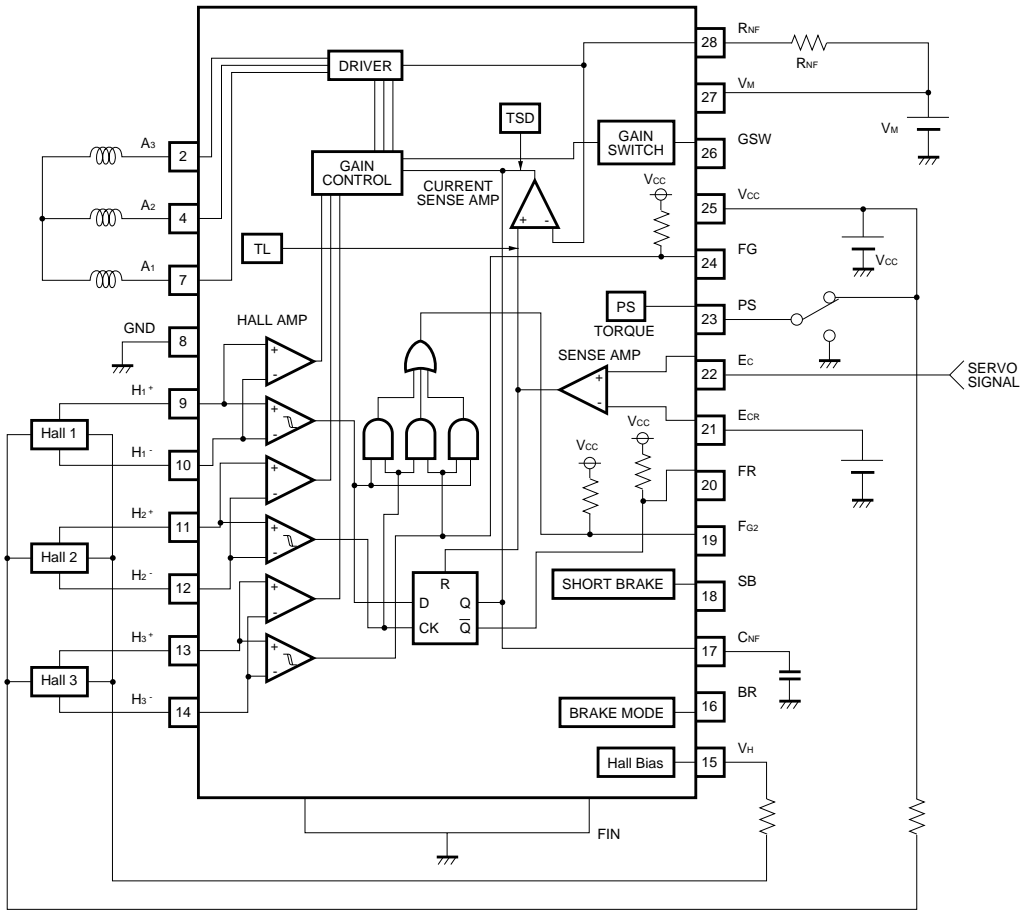 RNF
28
RNF
DRIVER
VM
27
TSD
VM
GAIN
SWITCH
GSW
26
A3
2
GAIN
CONTROL
CURRENT
SENSE AMP
VCC
VCC
25
+ -
A2
4
TL
FG
24
VCC
A1
7
PS
PS
23
GND
8
HALL AMP
TORQUE
SENSE AMP
EC
22
SERVO
SIGNAL
H1+
9
+
-
+
-
ECR
21
Hall 1
+
-
VCC
H1-
10
VCC
FR
20
+
-
H2+
11
FG2
19
Hall 2
+
-
H2-
12
R
SHORT BRAKE
SB
18
D
Q
CK
Q
+
-
H3+
13
CNF
17
Hall 3
+
-
H3-
14
BRAKE MODE
BR
16
Hall Bias
VH
15
FIN